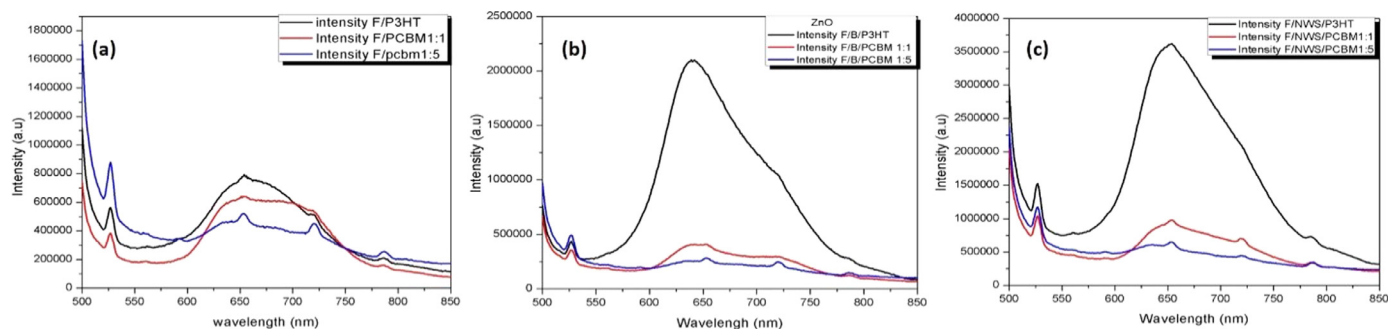 (a)
intensity F/P3HT
Intensity F/PCBM1:1
Intensity F/pcbm1:5
1800000
1600000
1400000
1200000
1000000
800000
600000
400000
200000
0
Intensity (a.u)
500 550 600 650 700 750 800 850
wavelength (nm)
(b)
ZnO
Intensity F/B/P3HT
Intensity F/B/PCBM 1:1
Intensity F/B/PCBM 1:5
2500000
2000000
1500000
1000000
500000
0
Intensity (a.u)
500 550 600 650 700 750 800 850
Wavelength (nm)
(c)
Intensity F/NWS/P3HT
Intensity F/NWS/PCBM1:1
Intensity F/NWS/PCBM1:5
4000000
3500000
3000000
2500000
2000000
1500000
1000000
500000
0
Intensity (a.u)
500 550 600 650 700 750 800 850
Wavelength (nm)